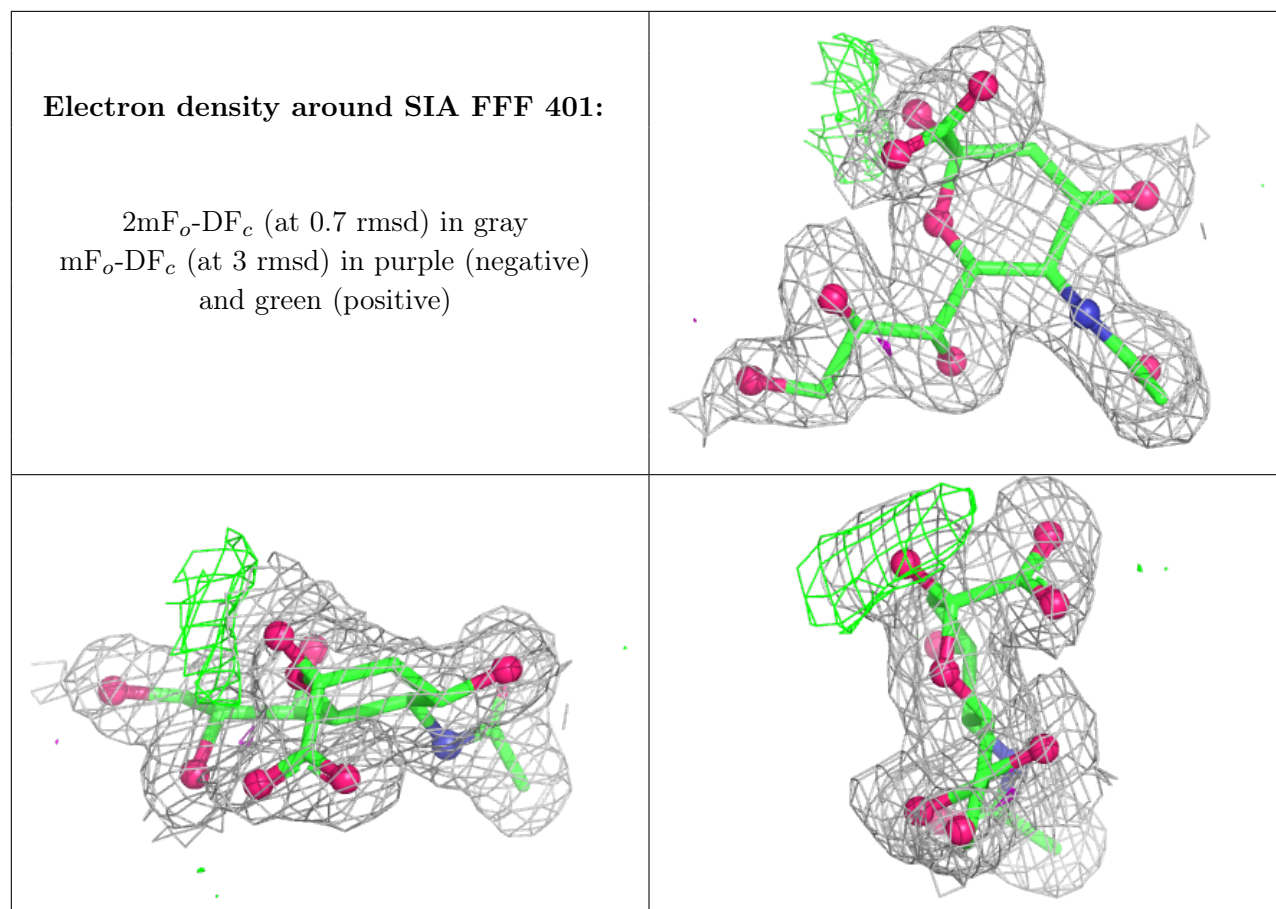 Electron density around SIA FFF 401:
2mFₒ-DF𝒸 (at 0.7 rmsd) in gray
mFₒ-DF𝒸 (at 3 rmsd) in purple (negative)
and green (positive)